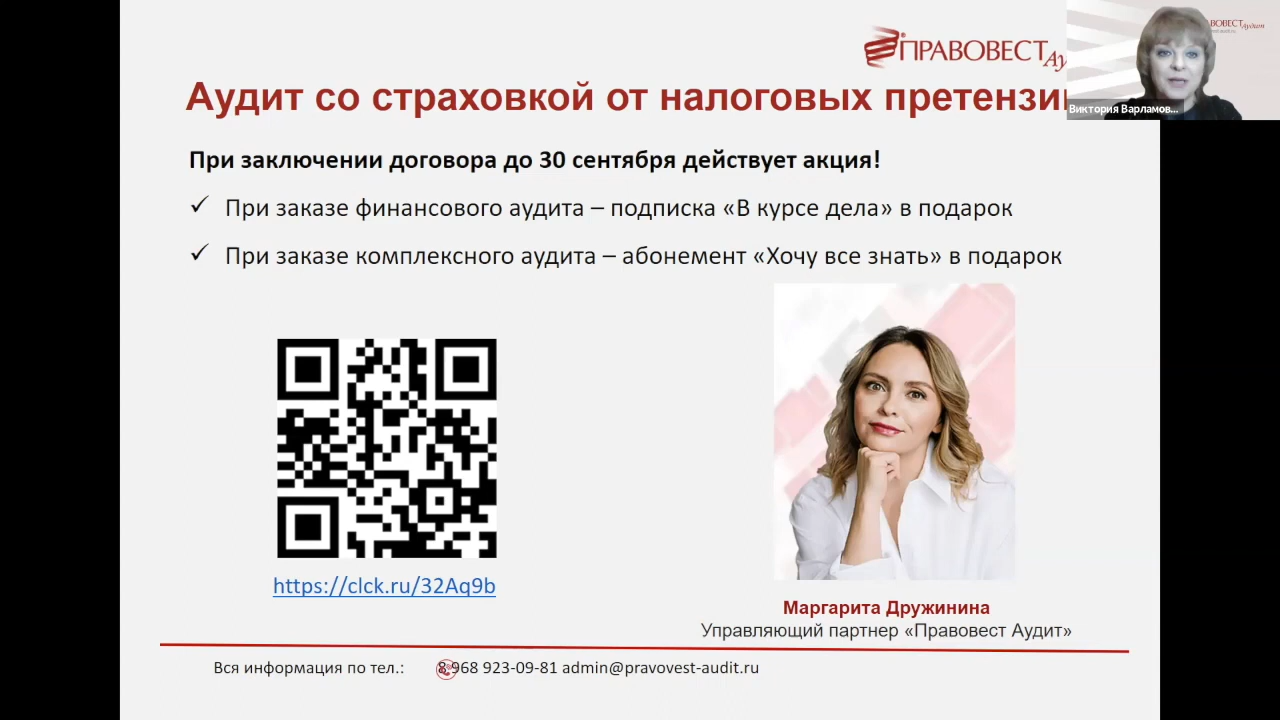 ПРАВОВЕСТ
Аудит со страховкой от налоговых претензи
Виктория Варламов...
При заключении договора до 30 сентября действует акция!
✓ При заказе финансового аудита – подписка «В курсе дела» в подарок
✓ При заказе комплексного аудита – абонемент «Хочу все знать» в подарок
https://clck.ru/32Aq9b
Маргарита Дружинина
Управляющий партнер «Правовест Аудит»
Вся информация по тел.: 8 968 923-09-81 admin@pravovest-audit.ru